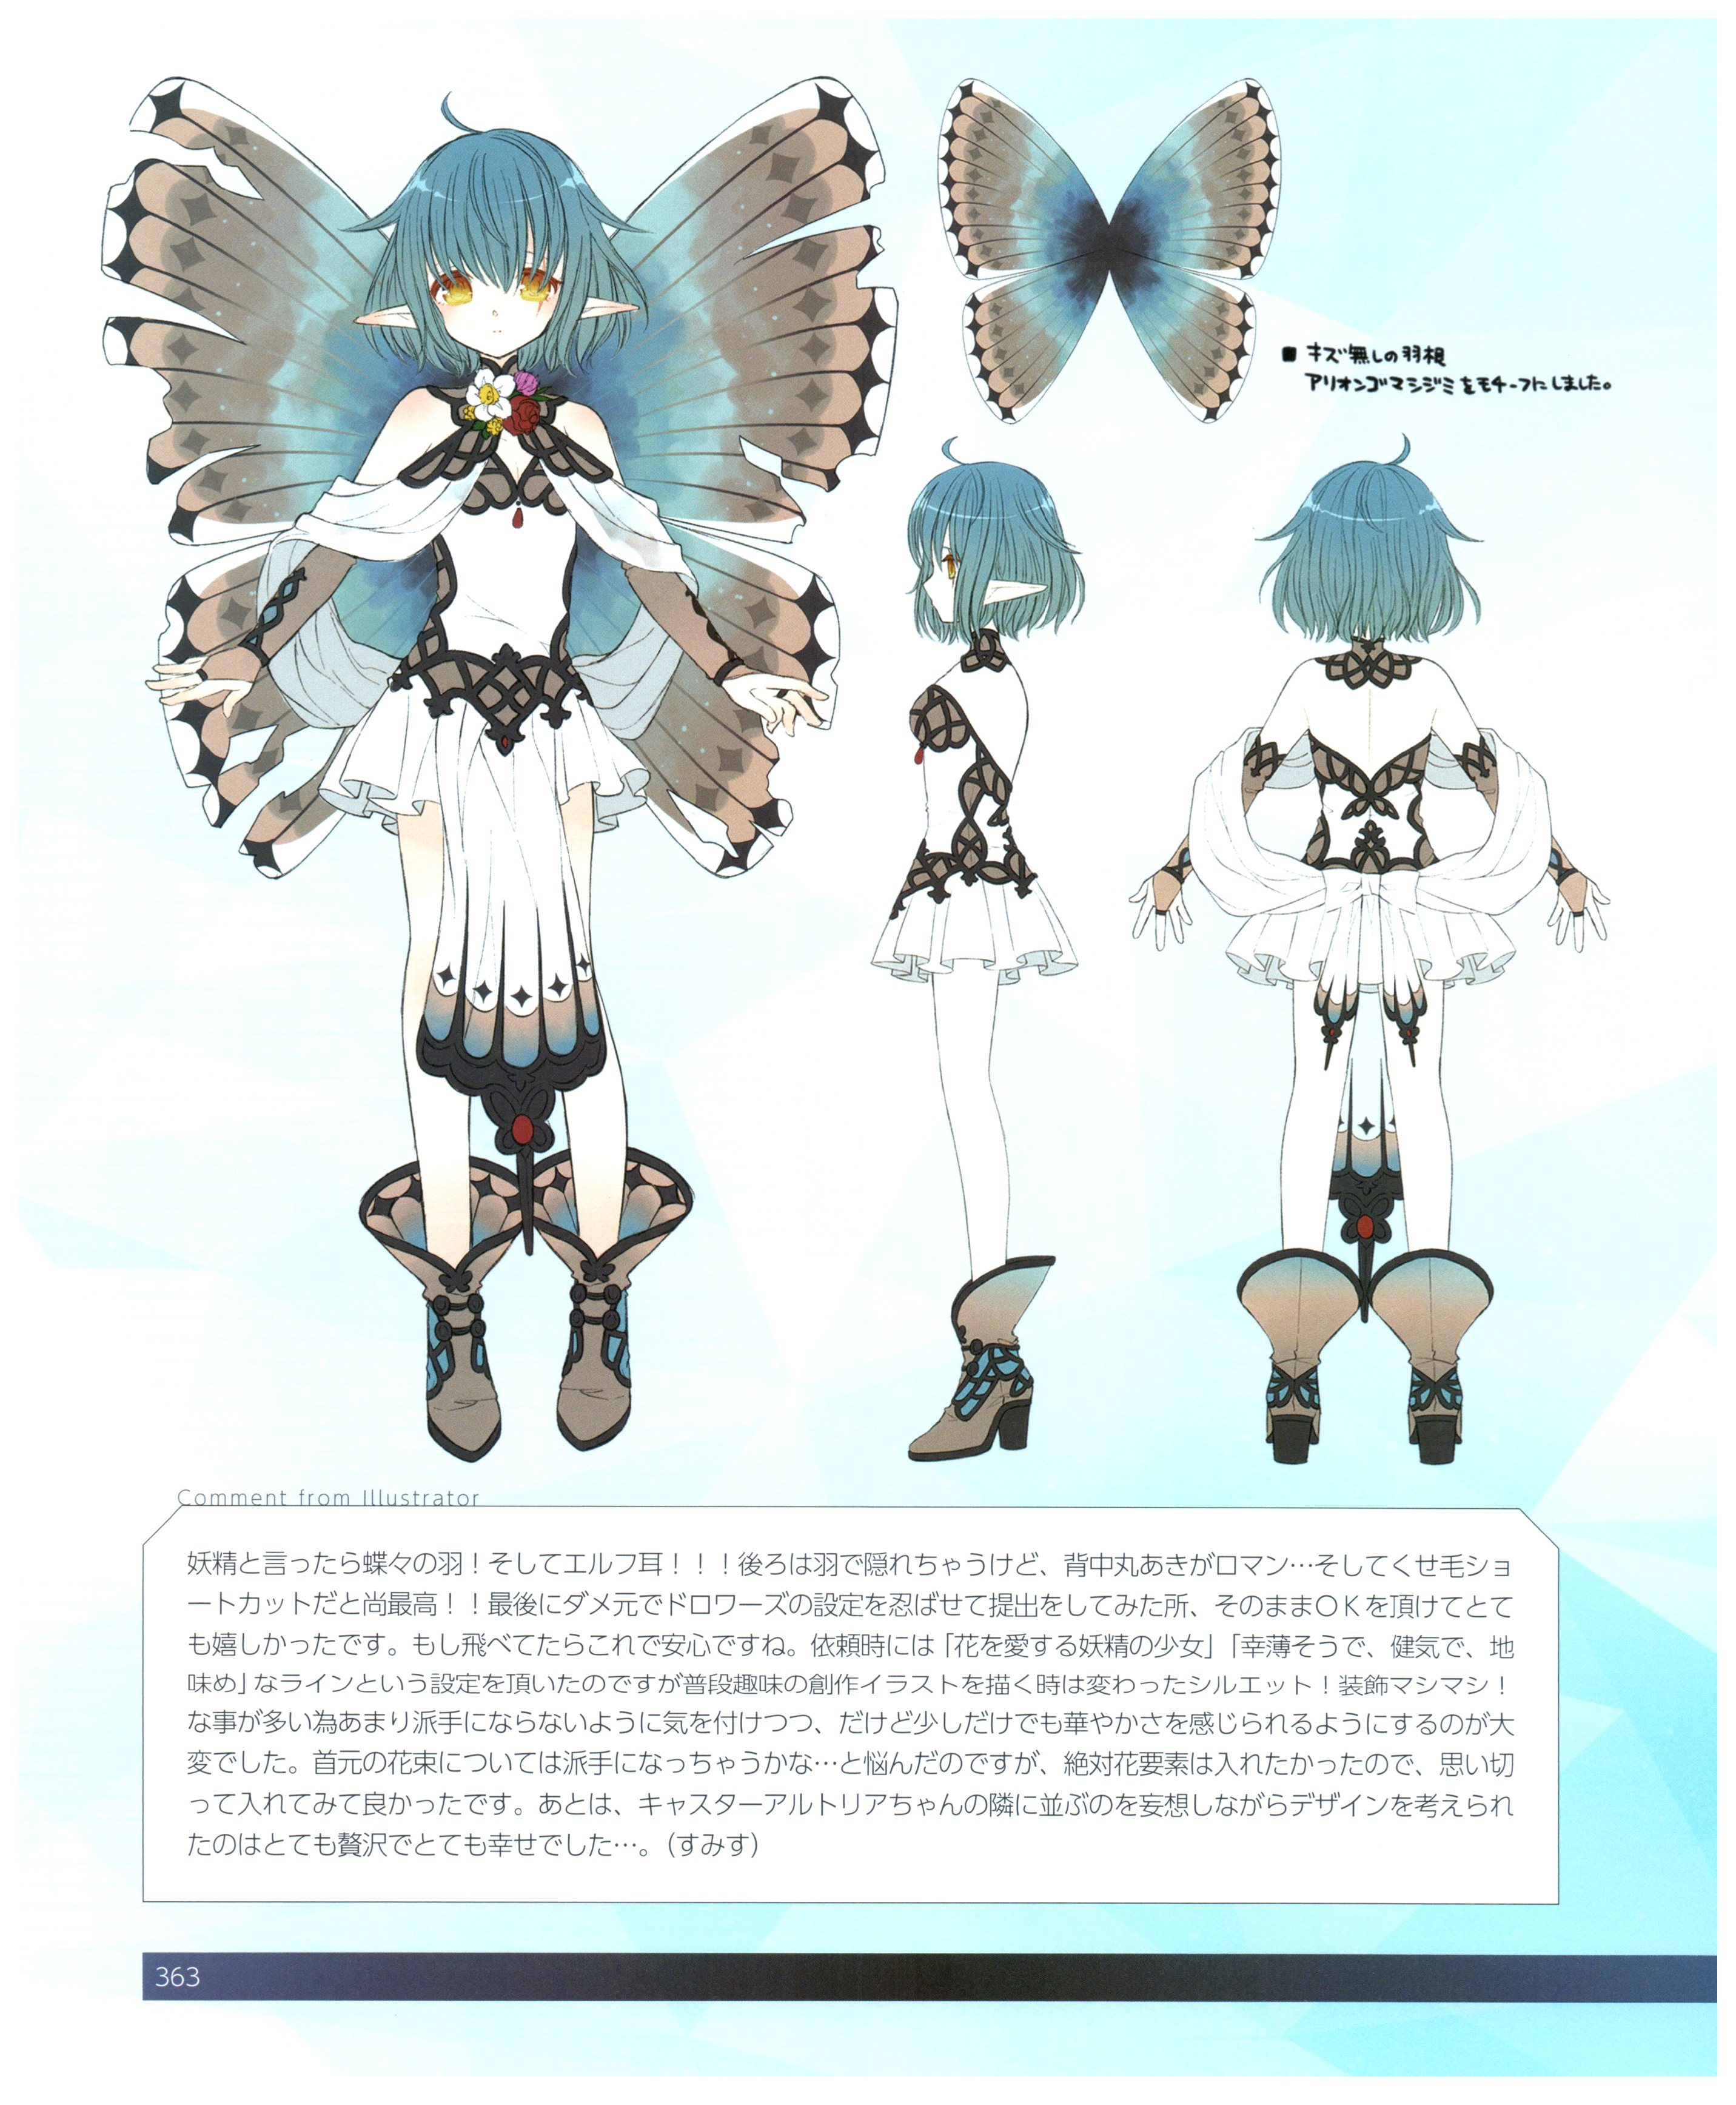 ■ キズ無しの羽根
アリオンゴマシジミをモチーフにしました。
Comment from Illustrator
妖精と言ったら蝶々の羽！そしてエルフ耳！！！後ろは羽で隠れちゃうけど、背中丸あきがロマン…そしてくせ毛ショ
ートカットだと尚最高！！最後にダメ元でドロワーズの設定を忍ばせて提出をしてみた所、そのまま〇ＫをÉ頂けてとて
も嬉しかったです。もし飛べてたらこれで安心ですね。依頼時には「花を愛する妖精の少女」「幸薄そうで、健気で、地
味め」なラインという設定を頂いたのですが普段趣味の創作イラストを描く時は変わったシルエット！装飾マシマシ！
な事が多い為あまり派手にならないように気を付けつつ、だけど少しだけでも華やかさを感じられるようにするのが大
変でした。首元の花束については派手になっちゃうかな…と悩んだのですが、絶対花要素は入れたかったので、思い切
って入れてみて良かったです。あとは、キャスターアルトリアちゃんの隣に並ぶのを妄想しながらデザインを考えられ
たのはとても贅沢でとても幸せでした…。（すみす）
363